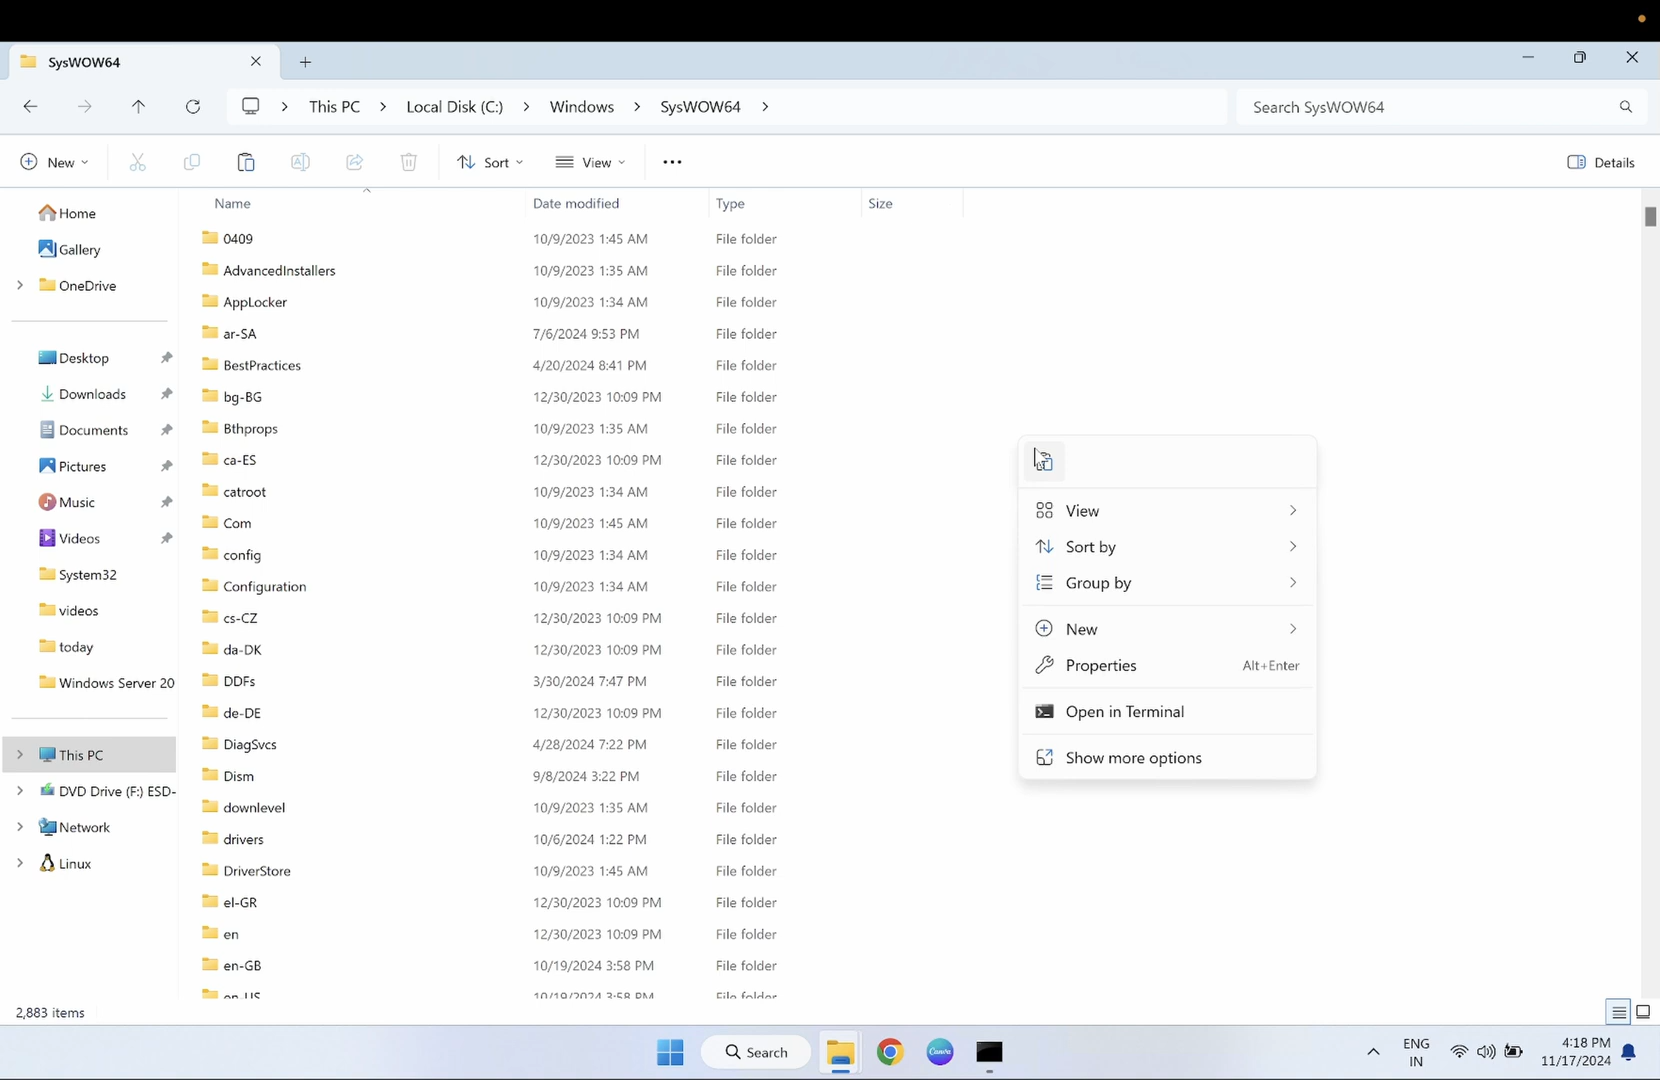 SysWOW64
This PC > Local Disk (C:) > Windows > SysWOW64 >
Search SysWOW64
New
Sort
View
Details
Name Date modified Type Size
Home
Gallery
OneDrive
Desktop
Downloads
Documents
Pictures
Music
Videos
System32
videos
today
Windows Server 20
This PC
DVD Drive (F:) ESD-
Network
Linux
0409 10/9/2023 1:45 AM File folder
AdvancedInstallers 10/9/2023 1:35 AM File folder
AppLocker 10/9/2023 1:34 AM File folder
ar-SA 7/6/2024 9:53 PM File folder
BestPractices 4/20/2024 8:41 PM File folder
bg-BG 12/30/2023 10:09 PM File folder
Bthprops 10/9/2023 1:35 AM File folder
ca-ES 12/30/2023 10:09 PM File folder
catroot 10/9/2023 1:34 AM File folder
Com 10/9/2023 1:45 AM File folder
config 10/9/2023 1:34 AM File folder
Configuration 10/9/2023 1:34 AM File folder
cs-CZ 12/30/2023 10:09 PM File folder
da-DK 12/30/2023 10:09 PM File folder
DDFs 3/30/2024 7:47 PM File folder
de-DE 12/30/2023 10:09 PM File folder
DiagSvcs 4/28/2024 7:22 PM File folder
Dism 9/8/2024 3:22 PM File folder
downlevel 10/9/2023 1:35 AM File folder
drivers 10/6/2024 1:22 PM File folder
DriverStore 10/9/2023 1:45 AM File folder
el-GR 12/30/2023 10:09 PM File folder
en 12/30/2023 10:09 PM File folder
en-GB 10/19/2024 3:58 PM File folder
en-US 10/19/2024 3:58 PM File folder
View
Sort by
Group by
New
Properties Alt+Enter
Open in Terminal
Show more options
2,883 items
Search
Canva
ENG
IN
4:18 PM
11/17/2024